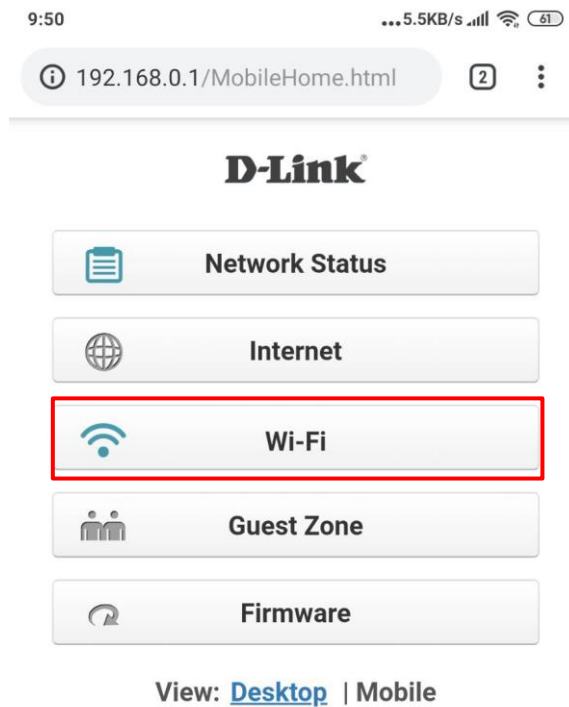 9:50 ...5.5KB/s 61
192.168.0.1/MobileHome.html 2
D-Link®
Network Status
Internet
Wi-Fi
Guest Zone
Firmware
View: Desktop | Mobile